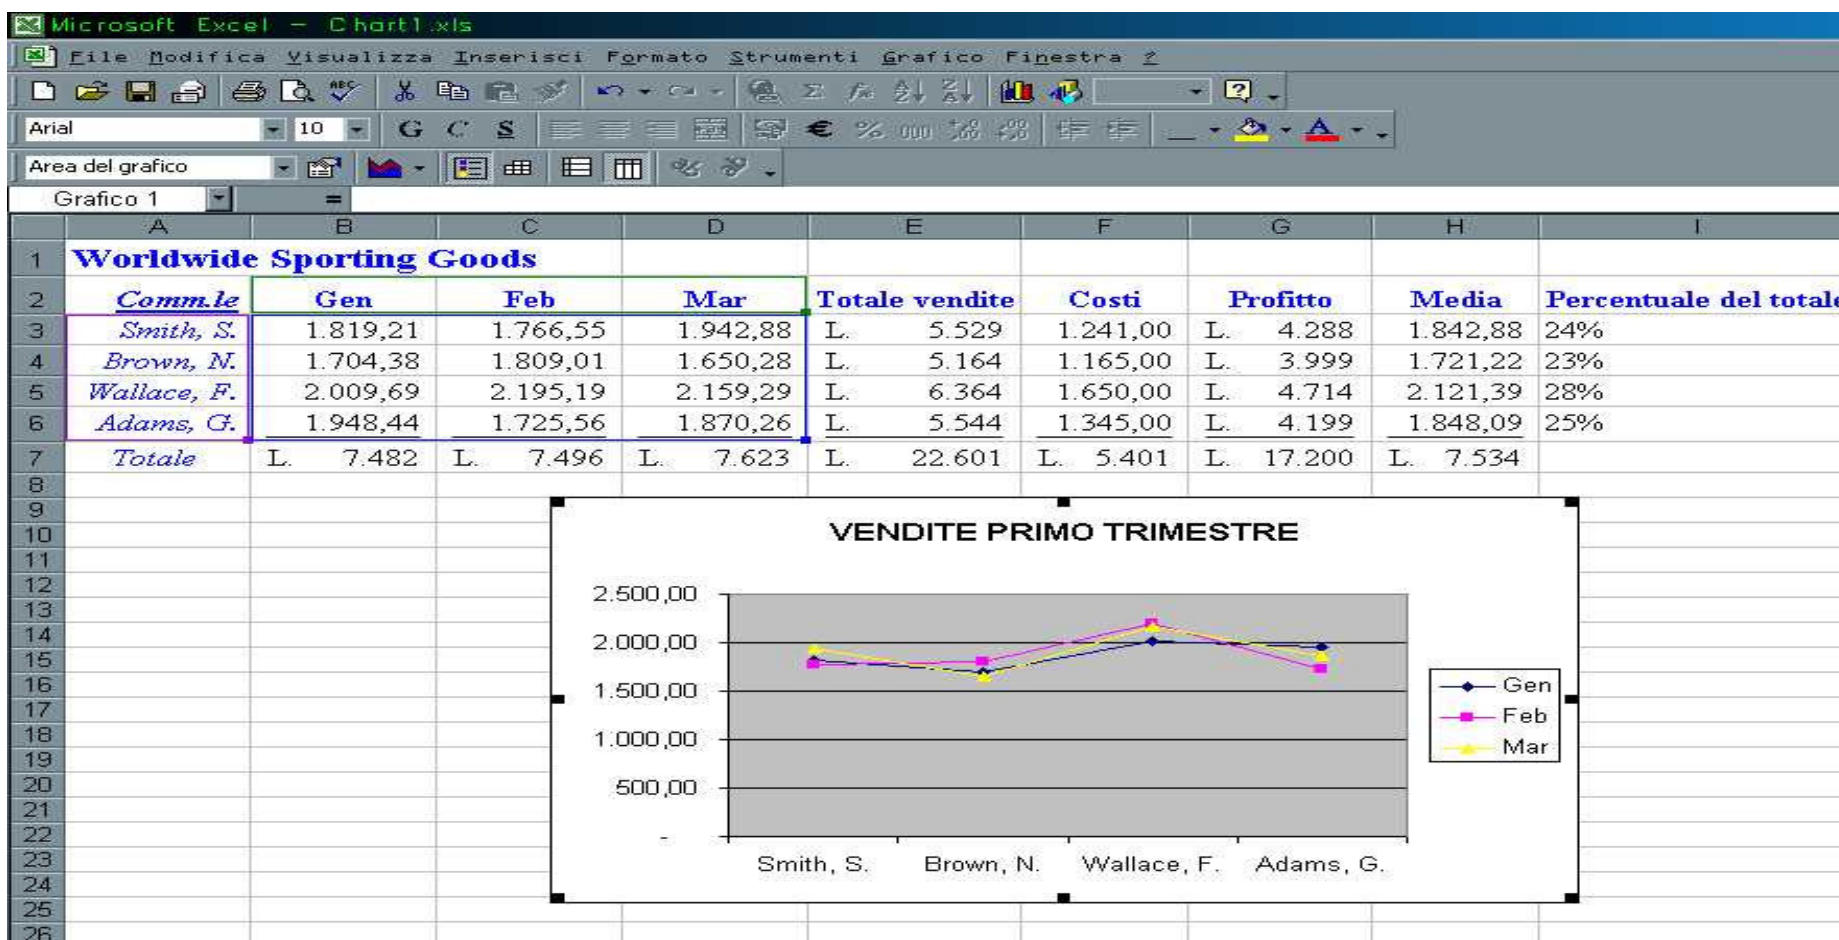 Microsoft Excel - Chart1.xls
File Modifica Visualizza Inserisci Formato Strumenti Grafico Finestra ?
Arial 10 G C S € % 000
Area del grafico
Grafico 1 =
A B C D E F G H I
1 Worldwide Sporting Goods
2 Comm.le Gen Feb Mar Totale vendite Costi Profitto Media Percentuale del totale
3 Smith, S. 1.819,21 1.766,55 1.942,88 L. 5.529 1.241,00 L. 4.288 1.842,88 24%
4 Brown, N. 1.704,38 1.809,01 1.650,28 L. 5.164 1.165,00 L. 3.999 1.721,22 23%
5 Wallace, F. 2.009,69 2.195,19 2.159,29 L. 6.364 1.650,00 L. 4.714 2.121,39 28%
6 Adams, G. 1.948,44 1.725,56 1.870,26 L. 5.544 1.345,00 L. 4.199 1.848,09 25%
7 Totale L. 7.482 L. 7.496 L. 7.623 L. 22.601 L. 5.401 L. 17.200 L. 7.534
8
9
10
11
12
13
14
15
16
17
18
19
20
21
22
23
24
25
26
VENDITE PRIMO TRIMESTRE
2.500,00
2.000,00
1.500,00
1.000,00
500,00
-
Smith, S. Brown, N. Wallace, F. Adams, G.
Gen
Feb
Mar